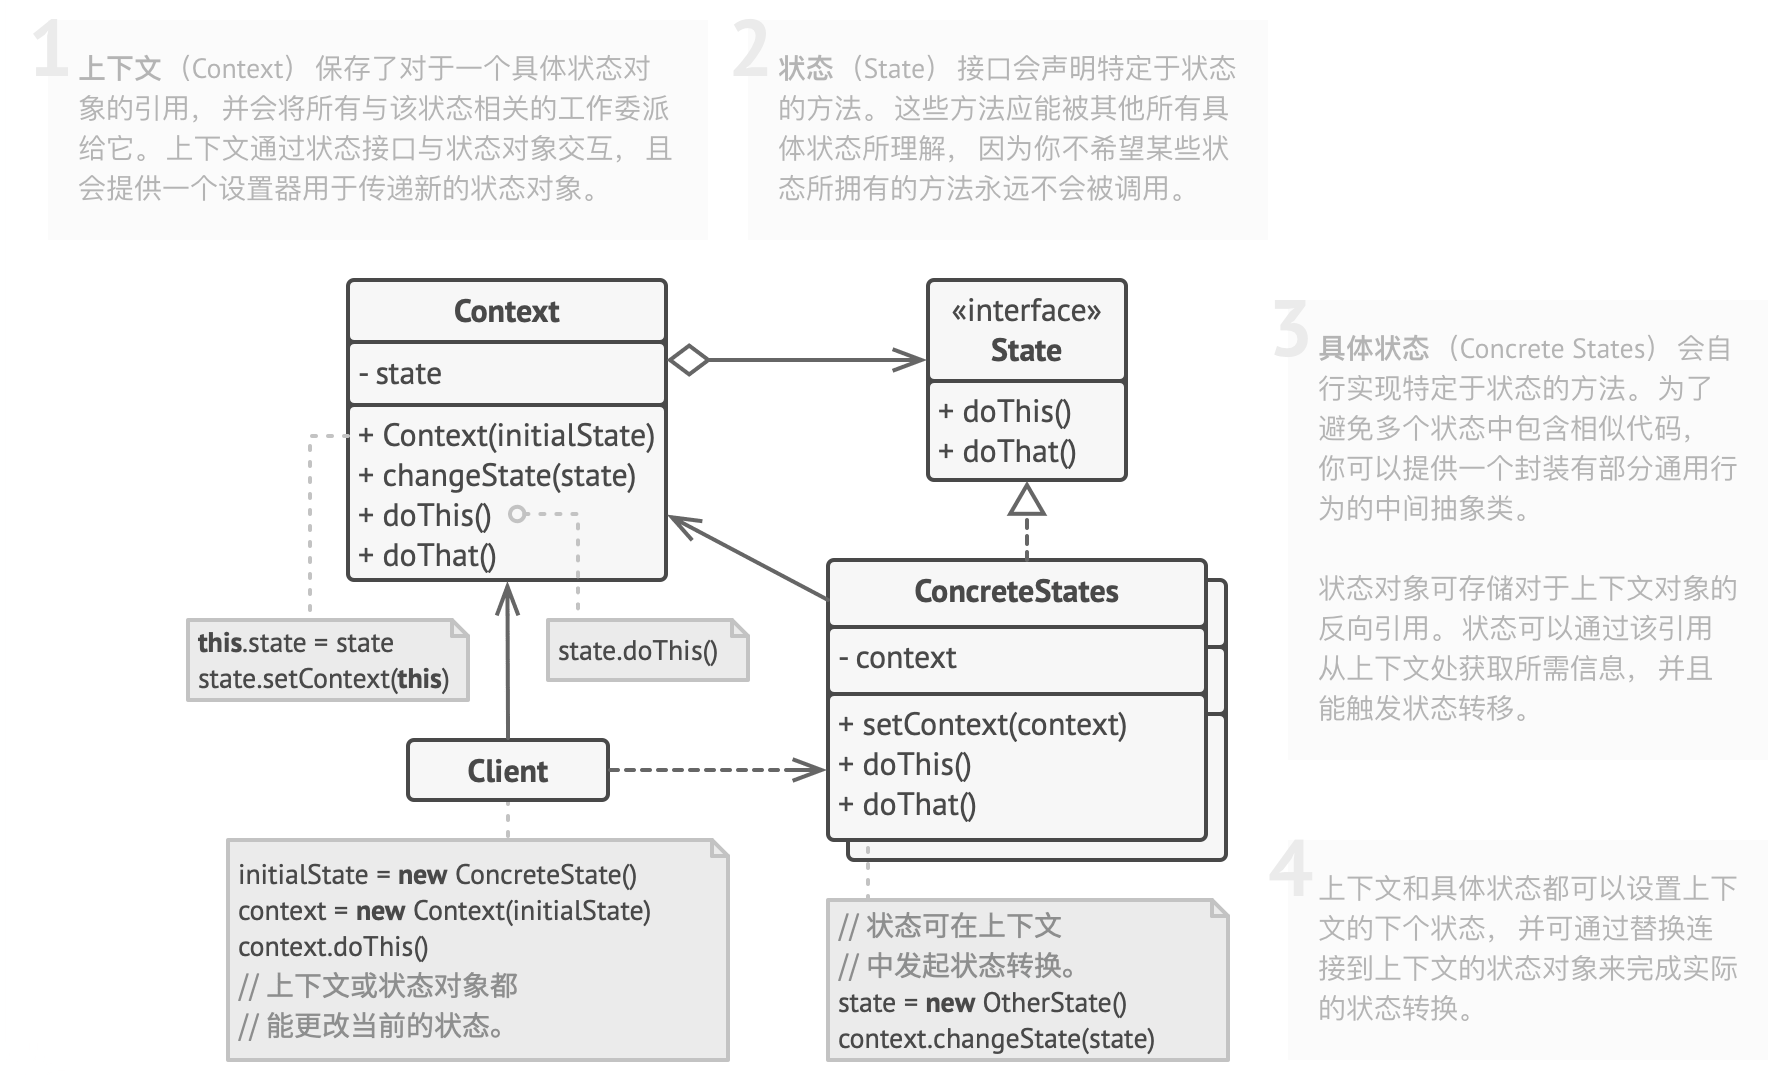 1
上下文（Context）保存了对于一个具体状态对
象的引用，并会将所有与该状态相关的工作委派
给它。上下文通过状态接口与状态对象交互，且
会提供一个设置器用于传递新的状态对象。
2
状态（State）接口会声明特定于状态
的方法。这些方法应能被其他所有具
体状态所理解，因为你不希望某些状
态所拥有的方法永远不会被调用。
Context
- state
+ Context(initialState)
+ changeState(state)
+ doThis()
+ doThat()
«interface»
State
+ doThis()
+ doThat()
3
具体状态（Concrete States）会自
行实现特定于状态的方法。为了
避免多个状态中包含相似代码，
你可以提供一个封装有部分通用行
为的中间抽象类。
状态对象可存储对于上下文对象的
反向引用。状态可以通过该引用
从上下文处获取所需信息，并且
能触发状态转移。
this.state = state
state.setContext(this)
state.doThis()
ConcreteStates
- context
+ setContext(context)
+ doThis()
+ doThat()
Client
initialState = new ConcreteState()
context = new Context(initialState)
context.doThis()
// 上下文或状态对象都
// 能更改当前的状态。
// 状态可在上下文
// 中发起状态转换。
state = new OtherState()
context.changeState(state)
4
上下文和具体状态都可以设置上下
文的下个状态，并可通过替换连
接到上下文的状态对象来完成实际
的状态转换。